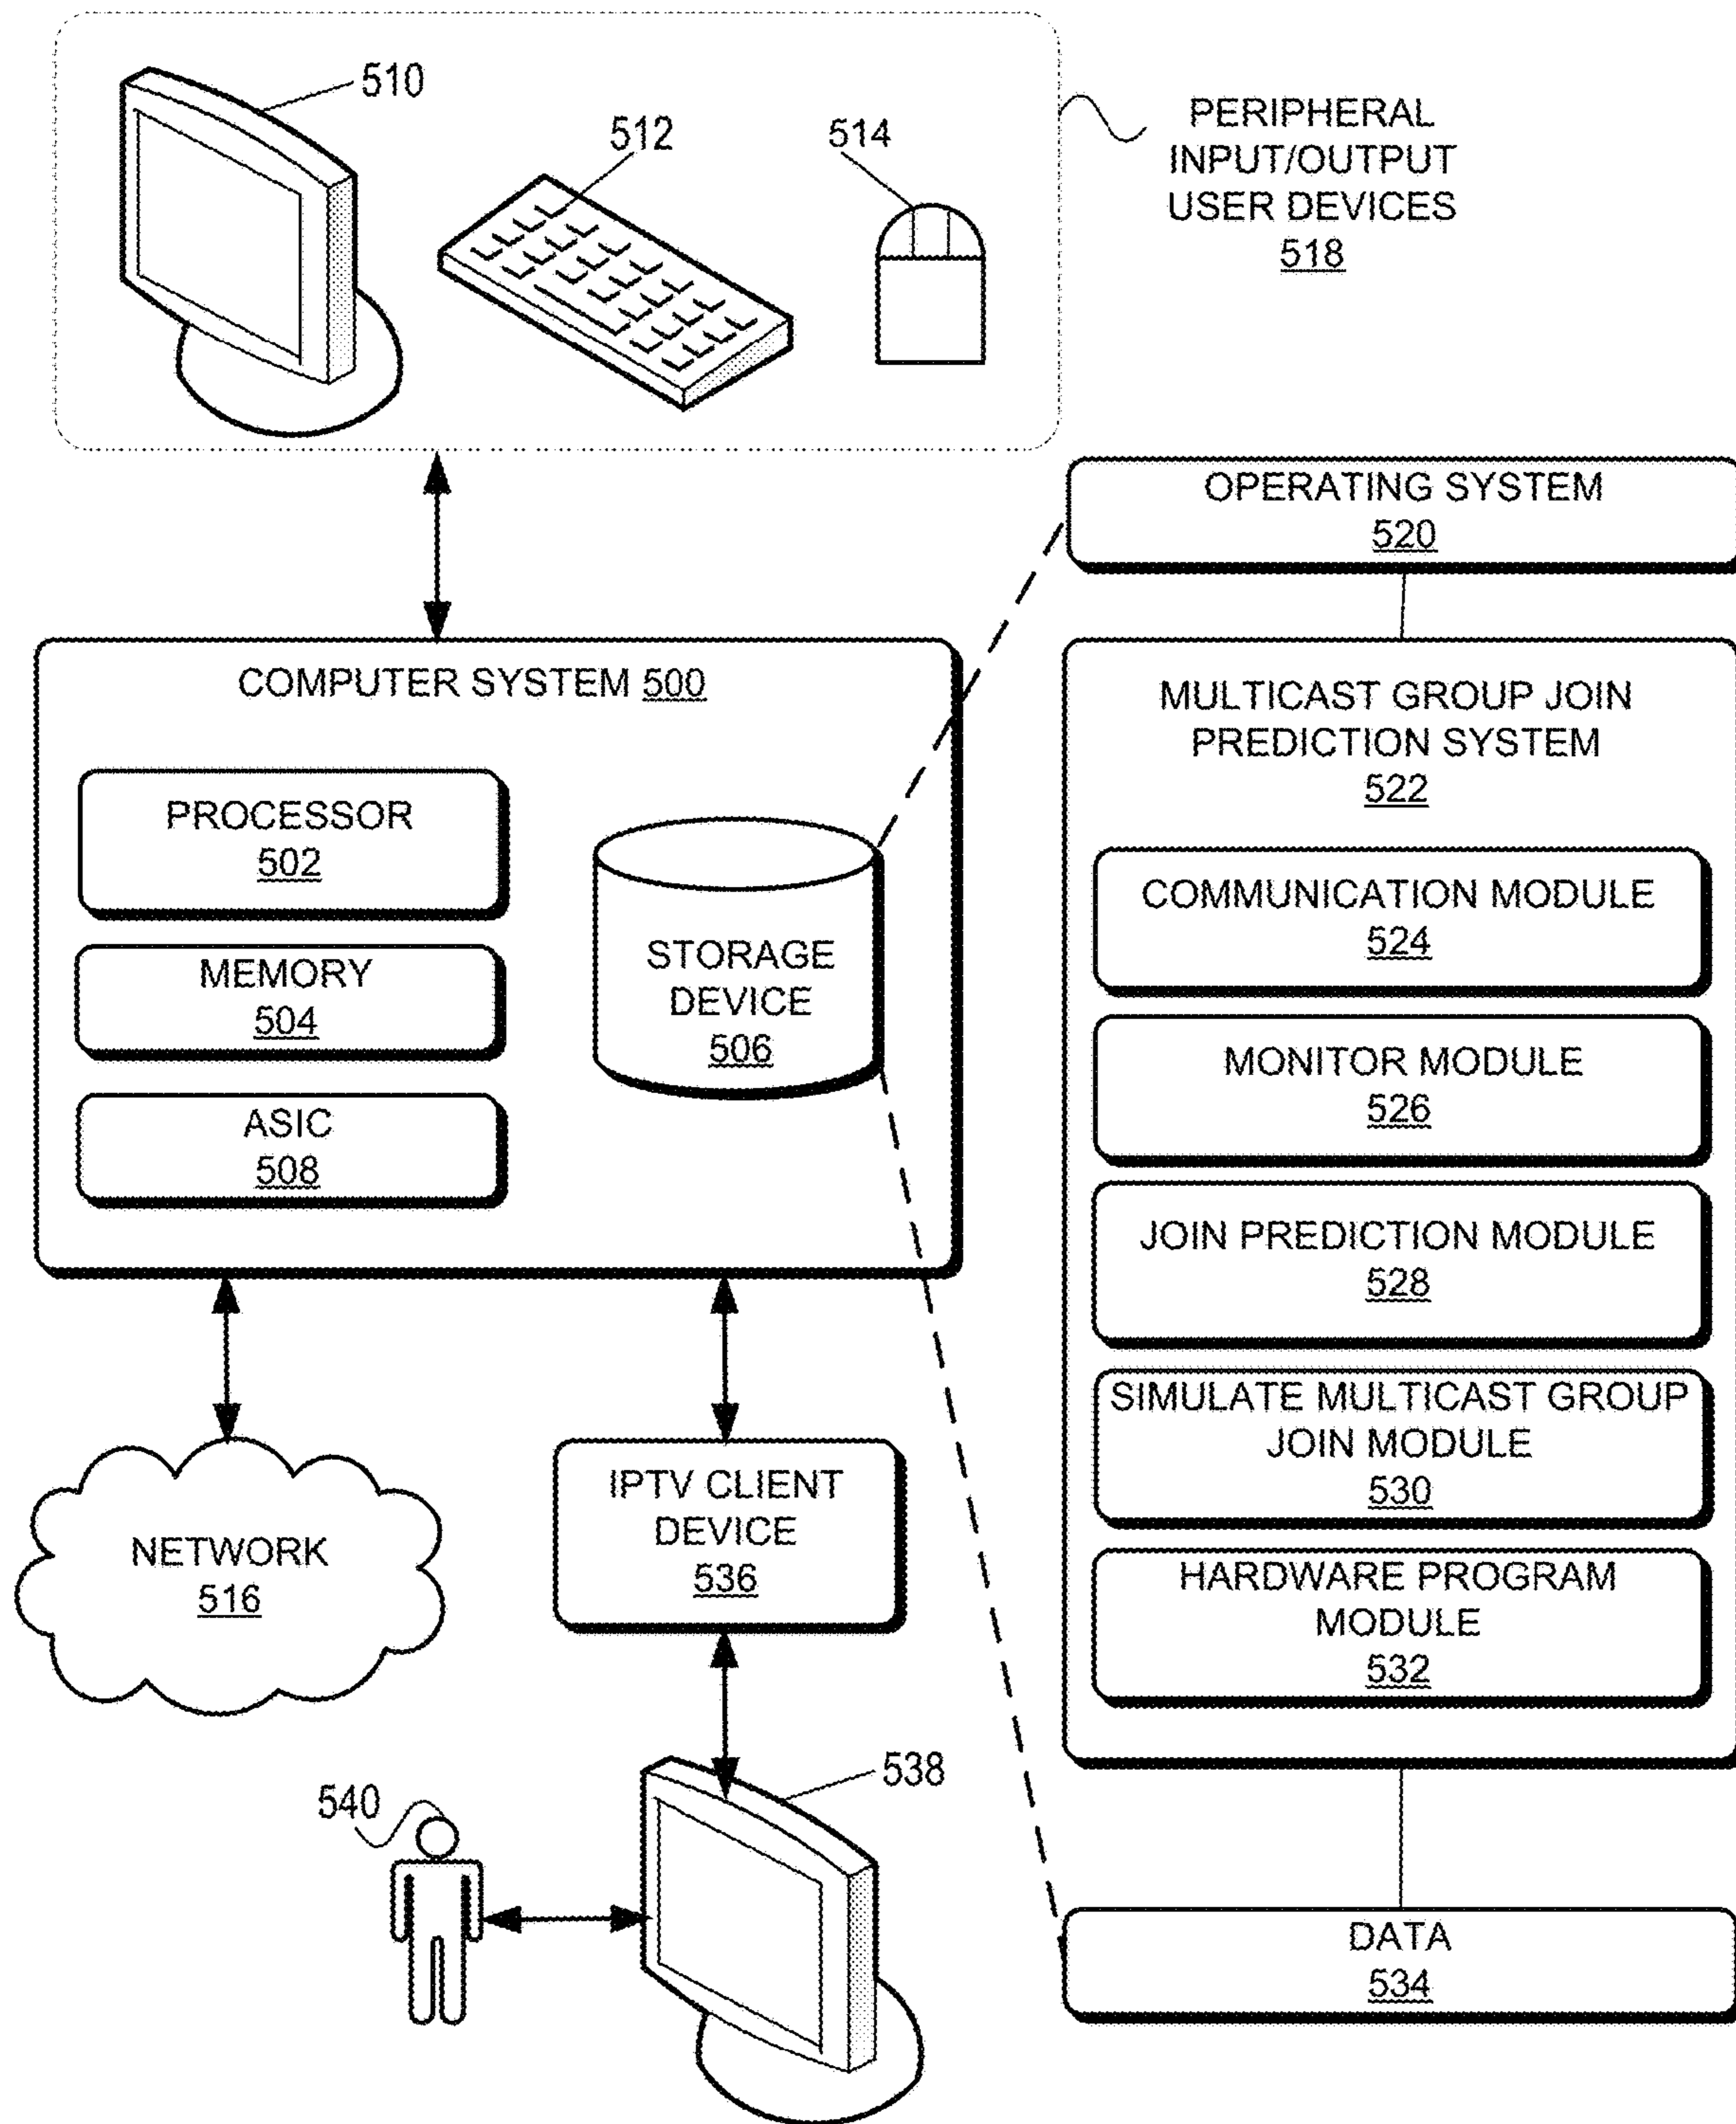 510
512
514
PERIPHERAL
INPUT/OUTPUT
USER DEVICES
518
COMPUTER SYSTEM 500
PROCESSOR
502
MEMORY
504
ASIC
508
STORAGE
DEVICE
506
NETWORK
516
IPTV CLIENT
DEVICE
536
538
540
OPERATING SYSTEM
520
MULTICAST GROUP JOIN
PREDICTION SYSTEM
522
COMMUNICATION MODULE
524
MONITOR MODULE
526
JOIN PREDICTION MODULE
528
SIMULATE MULTICAST GROUP
JOIN MODULE
530
HARDWARE PROGRAM
MODULE
532
DATA
534